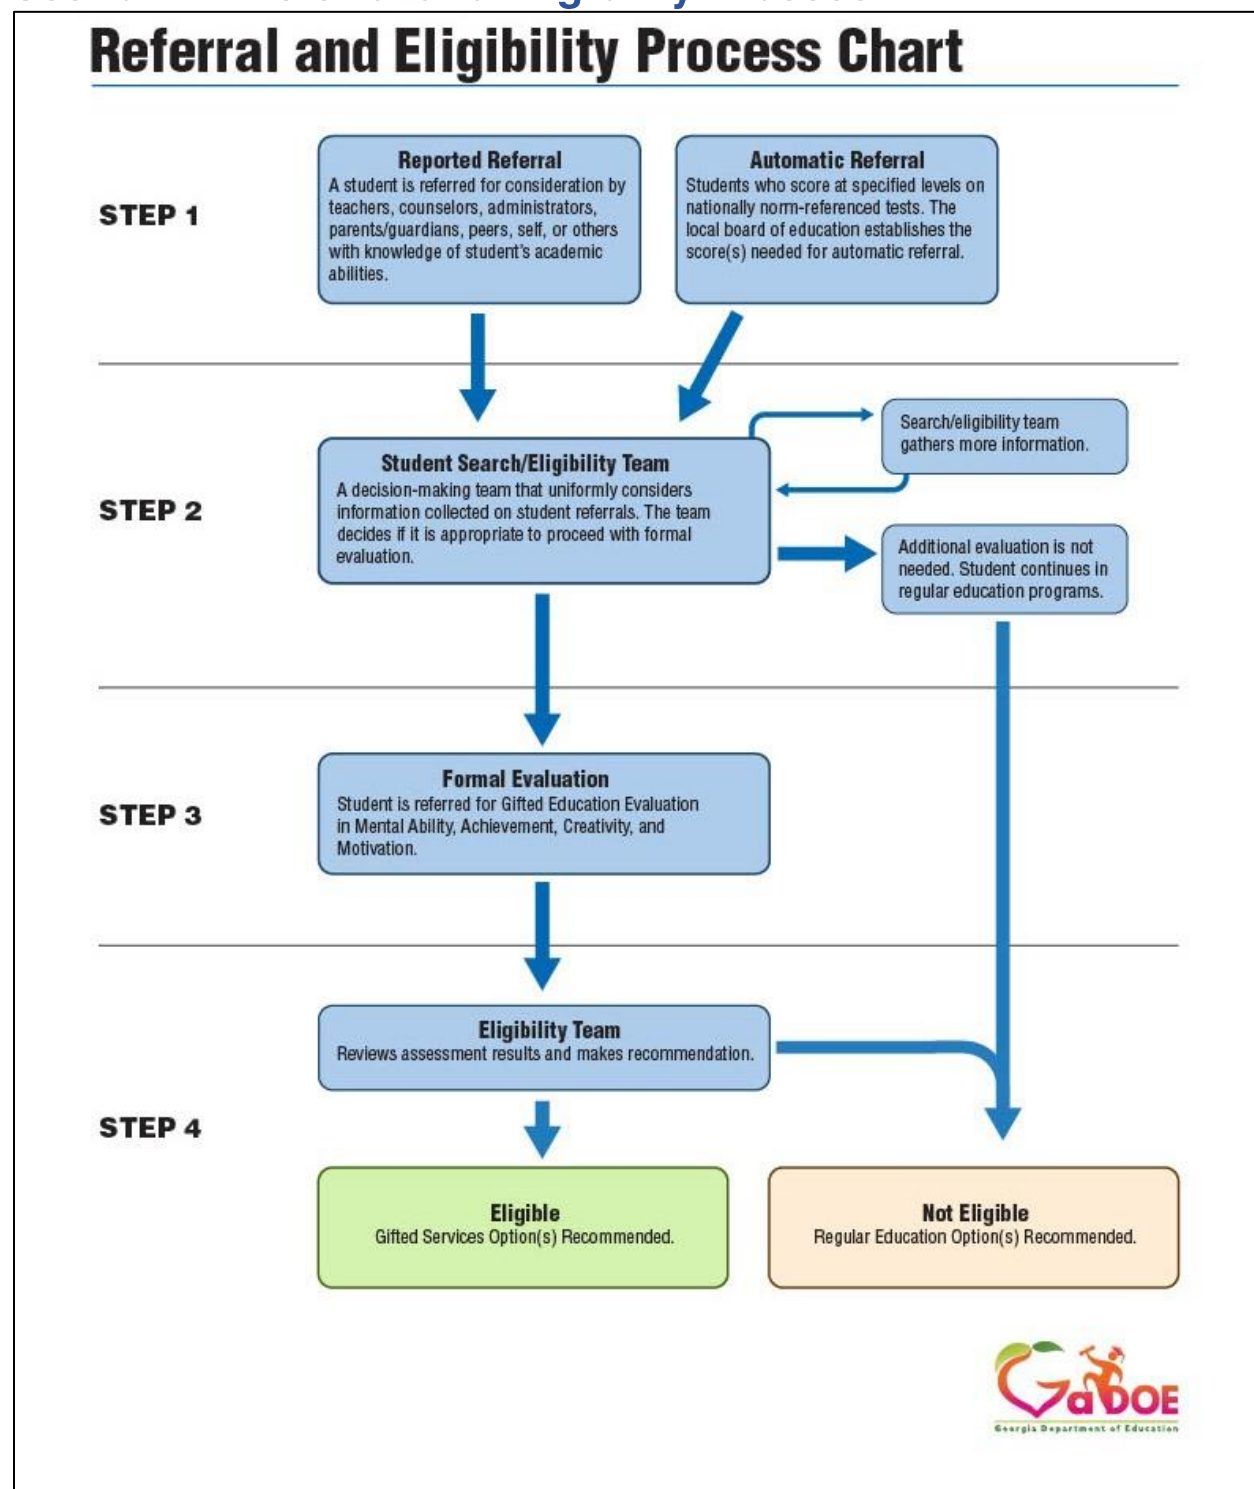 Referral and Eligibility Process Chart
STEP 1
Reported Referral
A student is referred for consideration by
teachers, counselors, administrators,
parents/guardians, peers, self, or others
with knowledge of student's academic
abilities.
Automatic Referral
Students who score at specified levels on
nationally norm-referenced tests. The
local board of education establishes the
score(s) needed for automatic referral.
STEP 2
Student Search/Eligibility Team
A decision-making team that uniformly considers
information collected on student referrals. The team
decides if it is appropriate to proceed with formal
evaluation.
Search/eligibility team
gathers more information.
Additional evaluation is not
needed. Student continues in
regular education programs.
STEP 3
Formal Evaluation
Student is referred for Gifted Education Evaluation
in Mental Ability, Achievement, Creativity, and
Motivation.
STEP 4
Eligibility Team
Reviews assessment results and makes recommendation.
Eligible
Gifted Services Option(s) Recommended.
Not Eligible
Regular Education Option(s) Recommended.
GaDOE
Georgia Department of Education